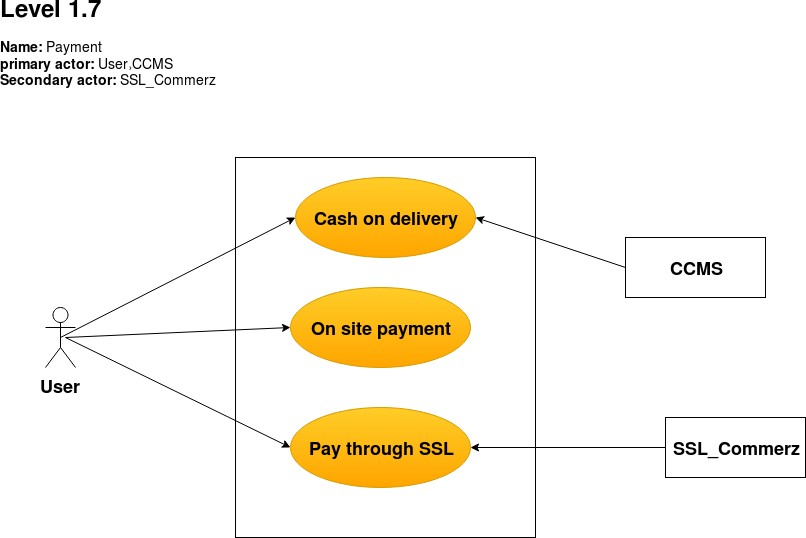 Level 1.7
Name: Payment
primary actor: User,CCMS
Secondary actor: SSL_Commerz
Cash on delivery
CCMS
On site payment
User
Pay through SSL
SSL_Commerz